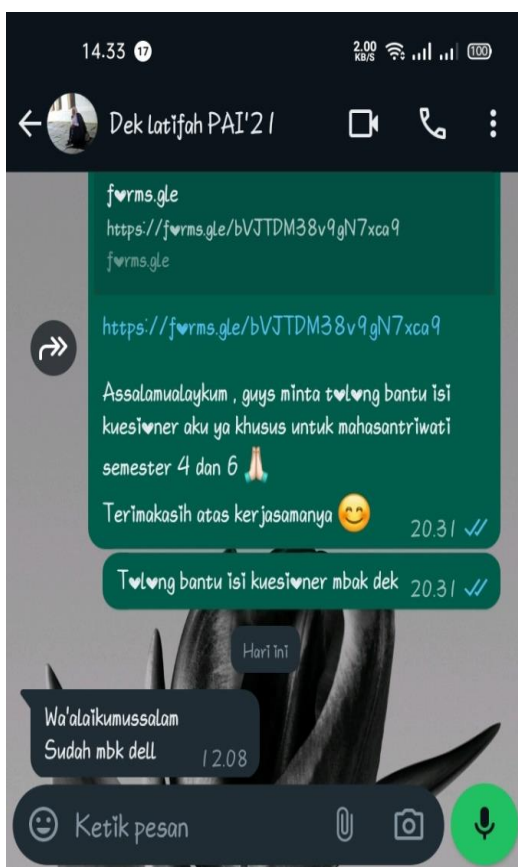 14.33 17 2.00 KB/S 100
Dek latifah PAI'21
f♥rms.gle
https://f♥rms.gle/bVJTDM38v9gN7xca9
f♥rms.gle
https://f♥rms.gle/bVJTDM38v9gN7xca9
Assalamualaykum , guys minta t♥l♥ng bantu isi
kuesi♥ner aku ya khusus untuk mahasantriwati
semester 4 dan 6 🙏🏻
Terimakasih atas kerjasamanya 😊 20.31
T♥l♥ng bantu isi kuesi♥ner mbak dek 20.31
Hari ini
Wa'alaikumussalam
Sudah mbk dell 12.08
Ketik pesan